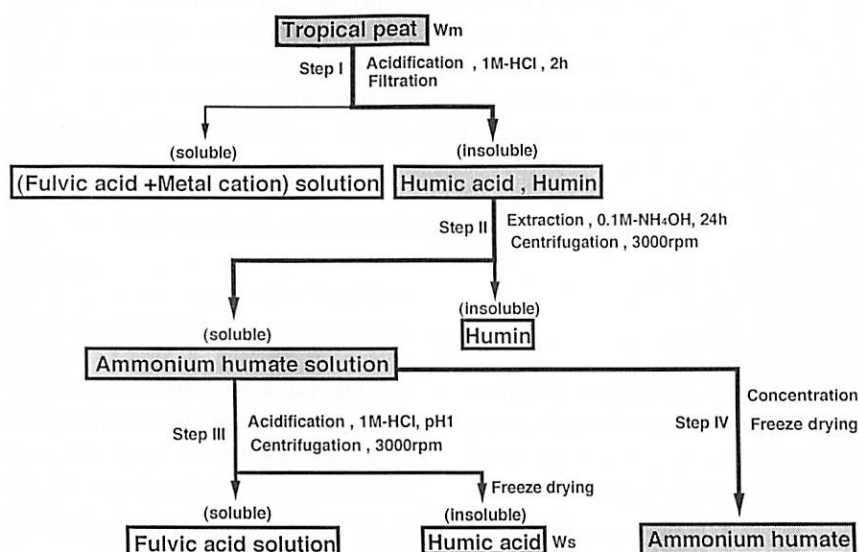 Tropical peat Wm
Step I
Acidification , 1M-HCl , 2h
Filtration
(soluble)
(insoluble)
(Fulvic acid +Metal cation) solution
Humic acid , Humin
Step II
Extraction , 0.1M-NH₄OH, 24h
Centrifugation , 3000rpm
(soluble)
(insoluble)
Humin
Ammonium humate solution
Step III
Acidification , 1M-HCl, pH1
Centrifugation , 3000rpm
Step IV
Concentration
Freeze drying
Freeze drying
(soluble)
(insoluble)
Fulvic acid solution
Humic acid Ws
Ammonium humate